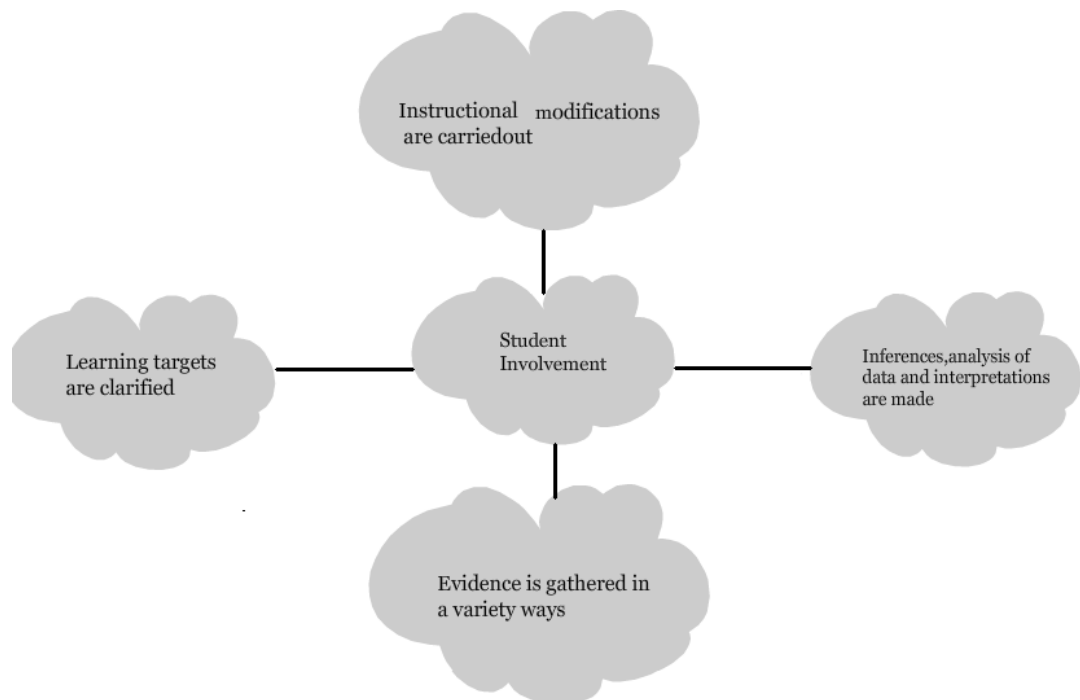 Instructional modifications
are carriedout
Student
Involvement
Learning targets
are clarified
Inferences,analysis of
data and interpretations
are made
Evidence is gathered in
a variety ways